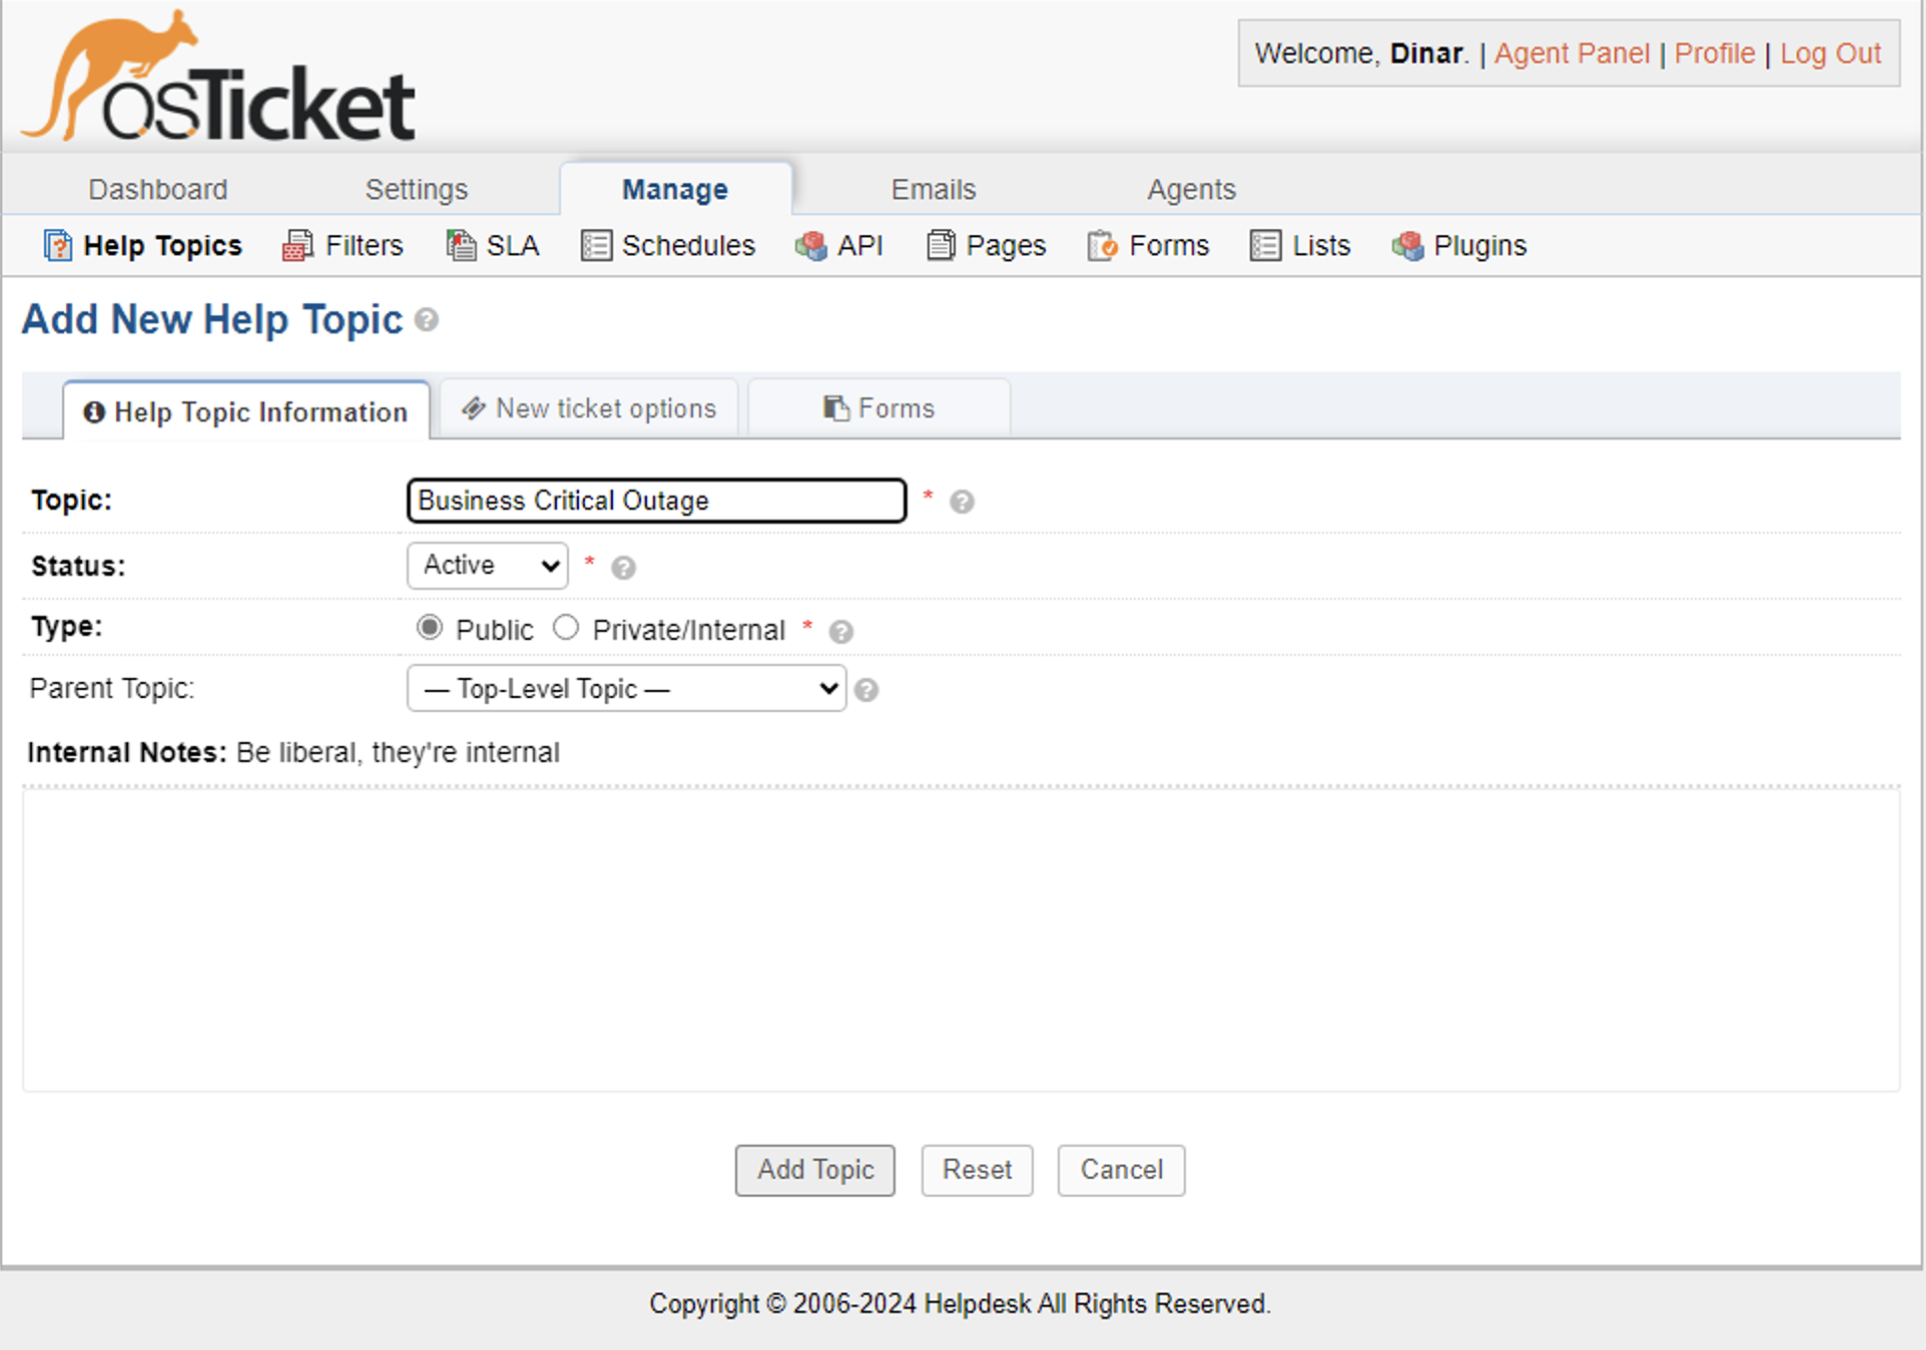 osTicket
Welcome, Dinar. | Agent Panel | Profile | Log Out
Dashboard Settings Manage Emails Agents
Help Topics Filters SLA Schedules API Pages Forms Lists Plugins
Add New Help Topic ?
Help Topic Information New ticket options Forms
Topic: Business Critical Outage * ?
Status: Active * ?
Type: Public Private/Internal * ?
Parent Topic: — Top-Level Topic — ?
Internal Notes: Be liberal, they're internal
Add Topic Reset Cancel
Copyright © 2006-2024 Helpdesk All Rights Reserved.